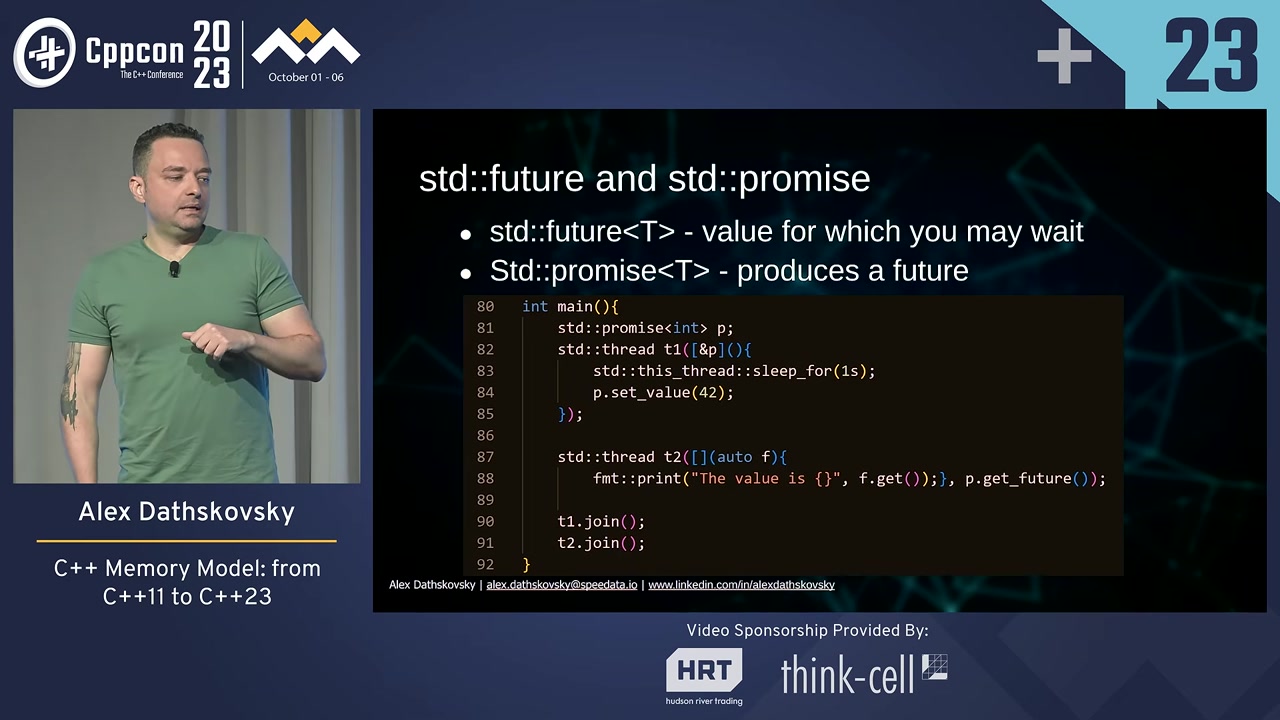 Cppcon
The C++ Conference
20
23
October 01 - 06
23
std::future and std::promise
● std::future<T> - value for which you may wait
● Std::promise<T> - produces a future
80 int main(){
81     std::promise<int> p;
82     std::thread t1([&p](){
83         std::this_thread::sleep_for(1s);
84         p.set_value(42);
85     });
86
87     std::thread t2([](auto f){
88         fmt::print("The value is {}", f.get());}, p.get_future());
89
90     t1.join();
91     t2.join();
92 }
Alex Dathskovsky | alex.dathskovsky@speedata.io | www.linkedin.com/in/alexdathskovsky
Alex Dathskovsky
C++ Memory Model: from
C++11 to C++23
Video Sponsorship Provided By:
HRT
hudson river trading
think-cell